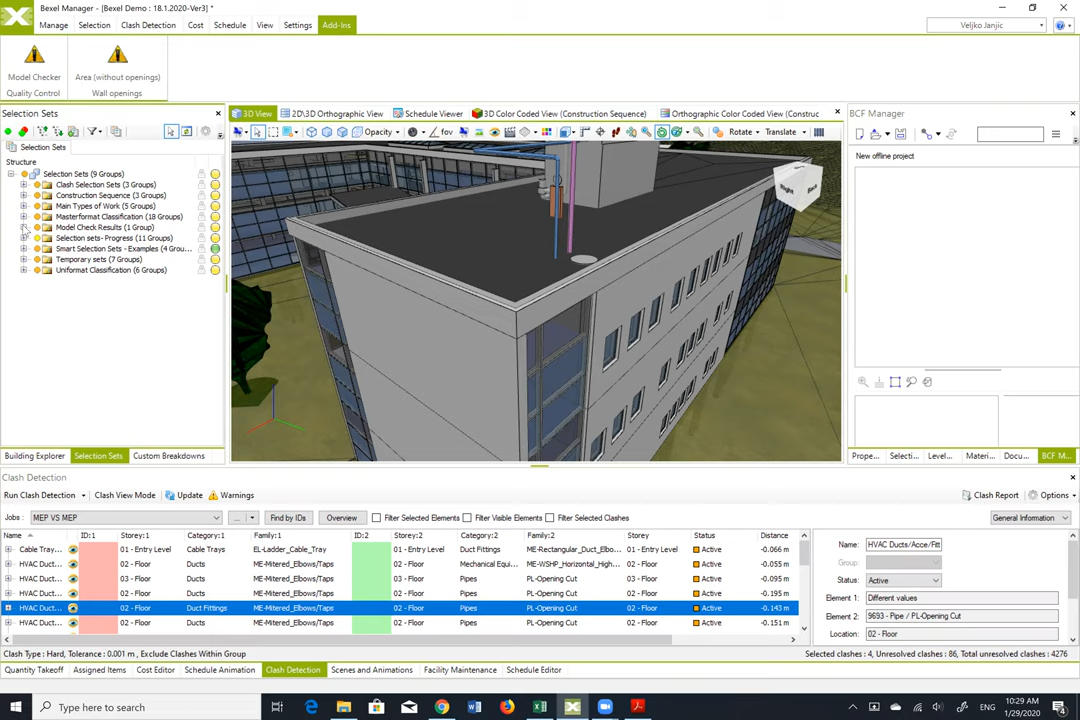 Bexel Manager - [Bexel Demo : 18.1.2020-Ver3] *
Manage Selection Clash Detection Cost Schedule View Settings Add-Ins
Veljko Janjic
Model Checker Area (without openings)
Quality Control Wall openings
Selection Sets
Selection Sets
Structure
Selection Sets (9 Groups)
Clash Selection Sets (3 Groups)
Construction Sequence (3 Groups)
Main Types of Work (5 Groups)
Masterformat Classification (18 Groups)
Model Check Results (1 Group)
Selection sets- Progress (11 Groups)
Smart Selection Sets - Examples (4 Grou...
Temporary sets (7 Groups)
Uniformat Classification (6 Groups)
Building Explorer Selection Sets Custom Breakdowns
3D View 2D\3D Orthographic View Schedule Viewer 3D Color Coded View (Construction Sequence) Orthographic Color Coded View (Construc
Opacity fov Rotate Translate
Right Back
BCF Manager
New offline project
Prope... Selecti... Level... Materi... Docu... BCF M...
Clash Detection
Run Clash Detection Clash View Mode Update Warnings
Clash Report Options
Jobs : MEP VS MEP ... Find by IDs Overview Filter Selected Elements Filter Visible Elements Filter Selected Clashes
General Information
Name ID:1 Storey:1 Category:1 Family:1 ID:2 Storey:2 Category:2 Family:2 Storey Status Distance
Cable Tray... 01 - Entry Level Cable Trays EL-Ladder_Cable_Tray 01 - Entry Level Duct Fittings ME-Rectangular_Duct_Elbo... 01 - Entry Level Active -0.066 m
HVAC Duct... 02 - Floor Ducts ME-Mitered_Elbows/Taps 02 - Floor Mechanical Equi... ME-WSHP_Horizontal_High... 02 - Floor Active -0.055 m
HVAC Duct... 03 - Floor Ducts ME-Mitered_Elbows/Taps 03 - Floor Pipes PL-Opening Cut 03 - Floor Active -0.095 m
HVAC Duct... 02 - Floor Ducts ME-Mitered_Elbows/Taps 02 - Floor Pipes PL-Opening Cut 02 - Floor Active -0.195 m
HVAC Duct... 02 - Floor Duct Fittings ME-Mitered_Elbows/Taps 02 - Floor Pipes PL-Opening Cut 02 - Floor Active -0.143 m
HVAC Duct... 02 - Floor Ducts ME-Mitered_Elbows/Taps 02 - Floor Pipes PL-Opening Cut 02 - Floor Active -0.151 m
Name: HVAC Ducts/Acce/Fitt
Group:
Status: Active
Element 1: Different values
Element 2: 9693 - Pipe / PL-Opening Cut
Location: 02 - Floor
Clash Type : Hard, Tolerance : 0.001 m , Exclude Clashes Within Group
Selected clashes : 4, Unresolved clashes : 86, Total unresolved clashes : 4276
Quantity Takeoff Assigned Items Cost Editor Schedule Animation Clash Detection Scenes and Animations Facility Maintenance Schedule Editor
Type here to search
ENG
10:29 AM
1/29/2020
4